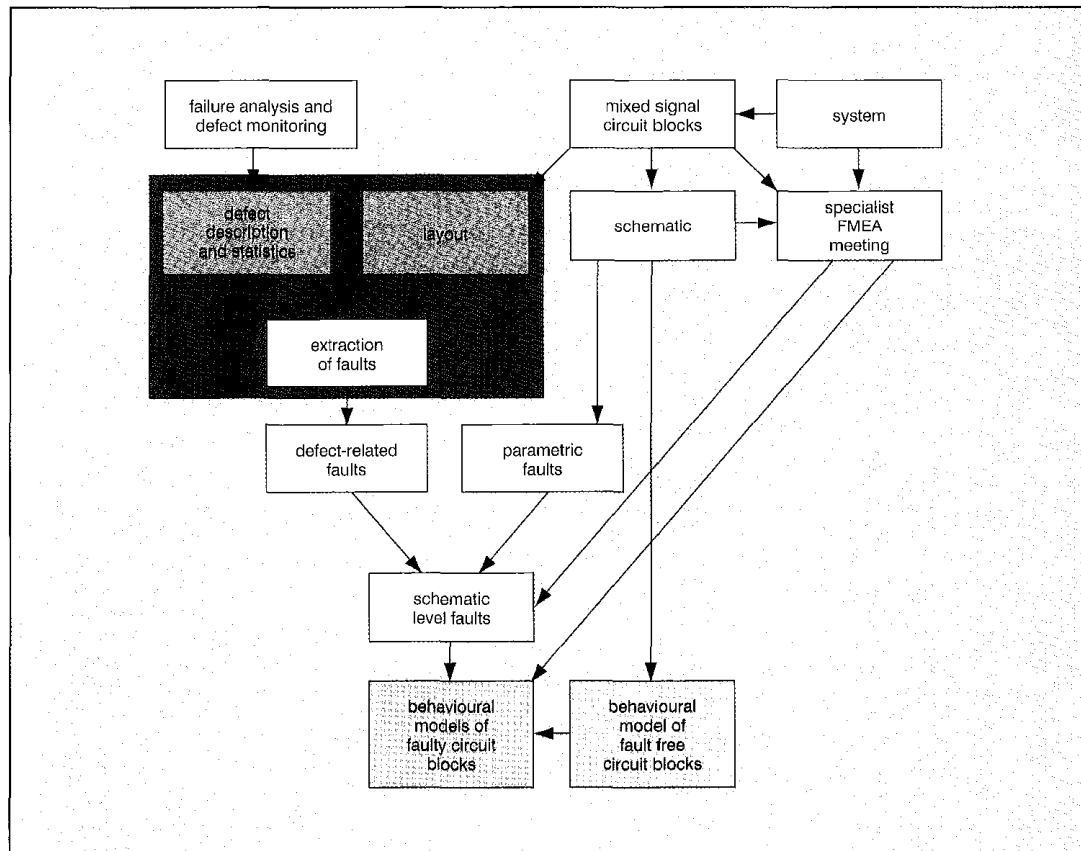 failure analysis and
defect monitoring
mixed signal
circuit blocks
system
defect
description
and statistics
layout
schematic
specialist
FMEA
meeting
extraction
of faults
defect-related
faults
parametric
faults
schematic
level faults
behavioural
models of
faulty circuit
blocks
behavioural
model of
fault free
circuit blocks